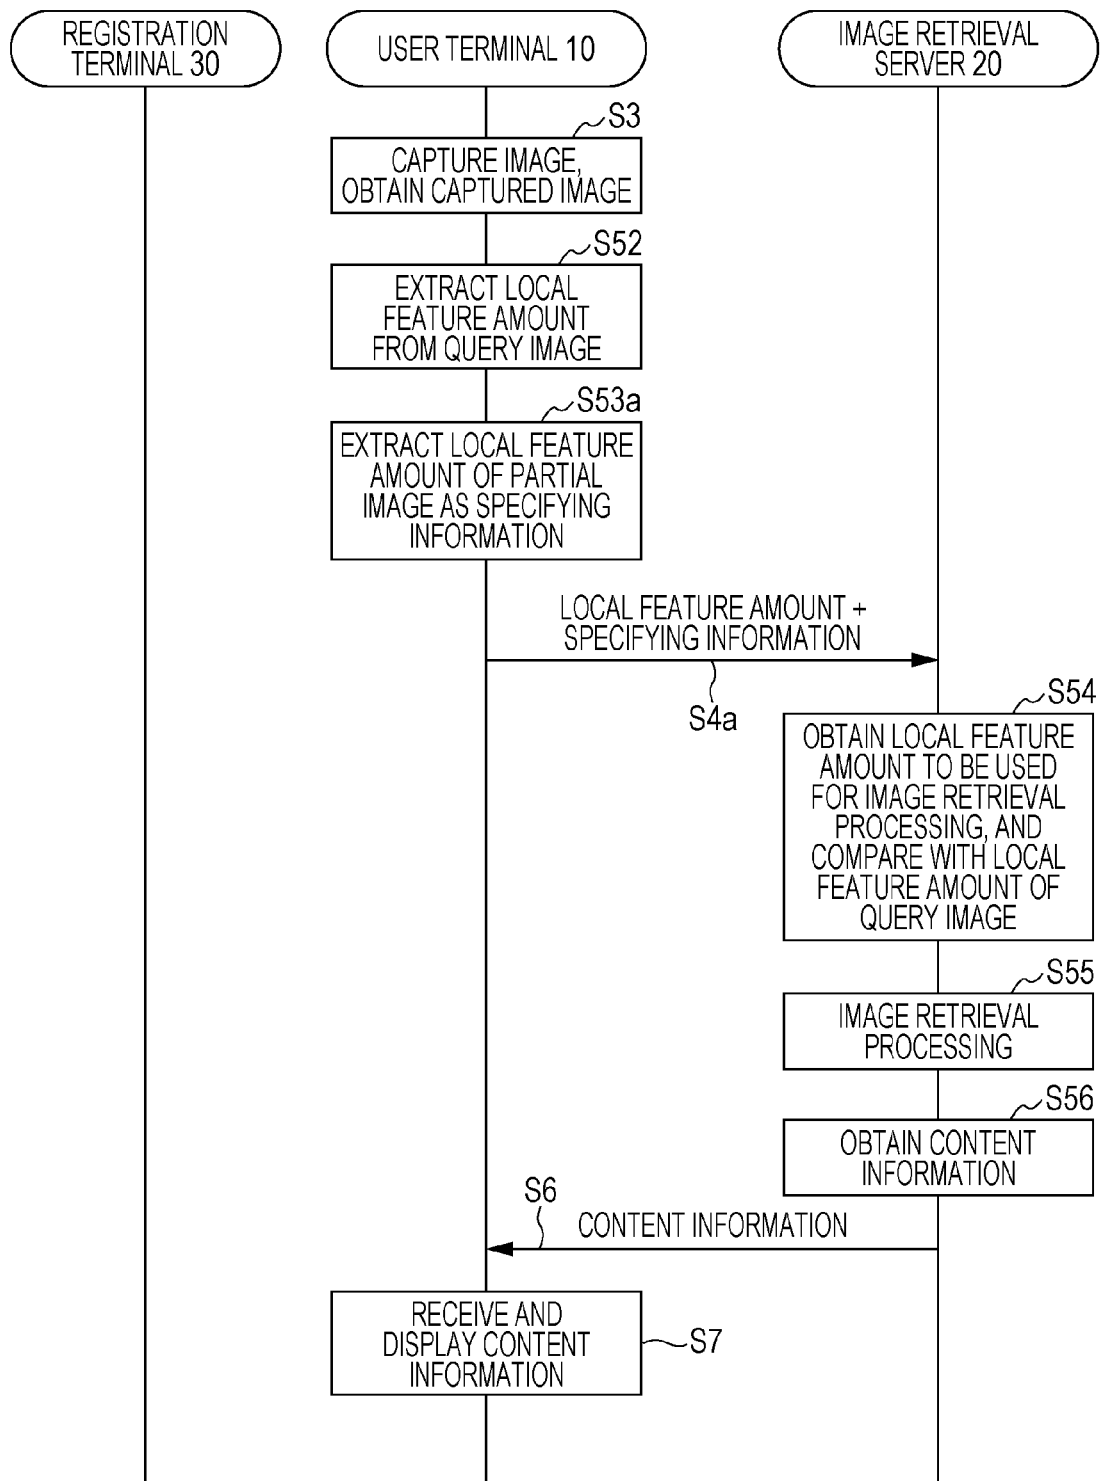 REGISTRATION
TERMINAL 30
USER TERMINAL 10
IMAGE RETRIEVAL
SERVER 20
S3
CAPTURE IMAGE,
OBTAIN CAPTURED IMAGE
S52
EXTRACT LOCAL
FEATURE AMOUNT
FROM QUERY IMAGE
S53a
EXTRACT LOCAL FEATURE
AMOUNT OF PARTIAL
IMAGE AS SPECIFYING
INFORMATION
LOCAL FEATURE AMOUNT +
SPECIFYING INFORMATION
S4a
S54
OBTAIN LOCAL FEATURE
AMOUNT TO BE USED
FOR IMAGE RETRIEVAL
PROCESSING, AND
COMPARE WITH LOCAL
FEATURE AMOUNT OF
QUERY IMAGE
S55
IMAGE RETRIEVAL
PROCESSING
S56
OBTAIN CONTENT
INFORMATION
S6
CONTENT INFORMATION
RECEIVE AND
DISPLAY CONTENT
INFORMATION
S7